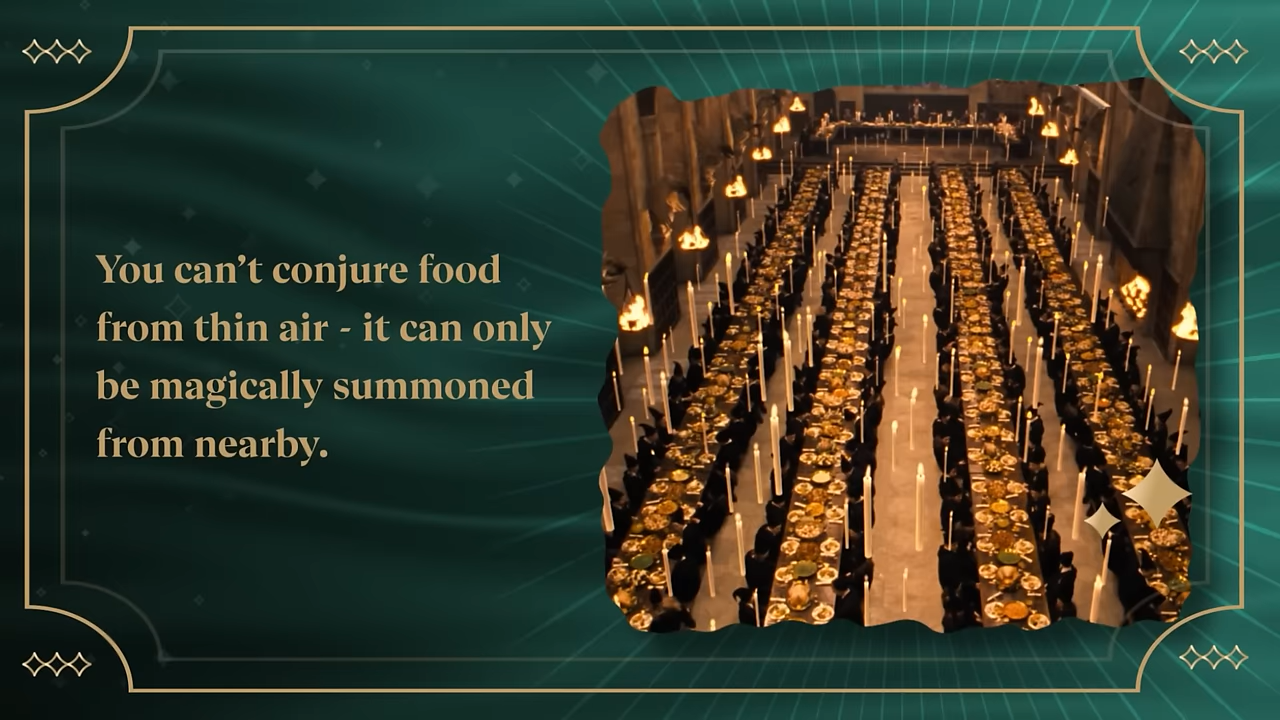 You can’t conjure food
from thin air - it can only
be magically summoned
from nearby.